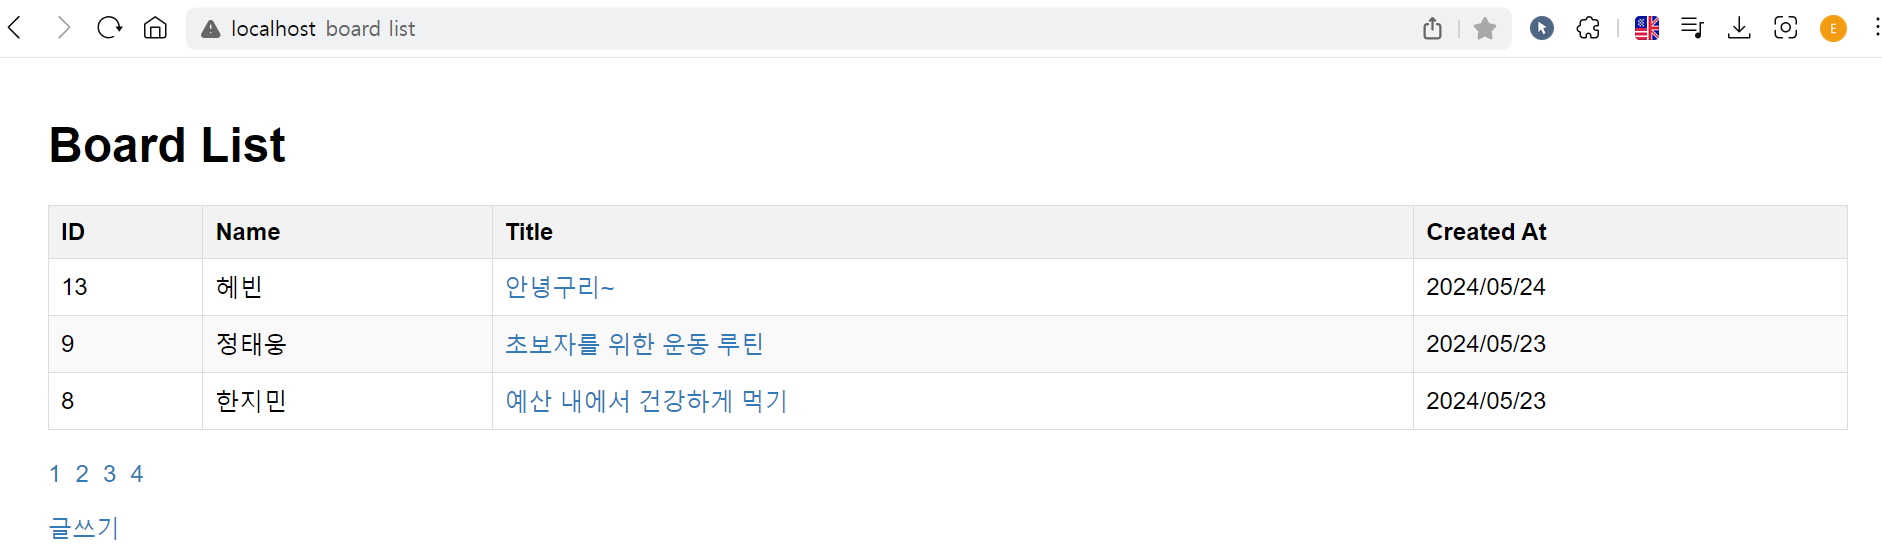 localhost board list
Board List
ID Name Title Created At
13 헤빈 안녕구리~ 2024/05/24
9 정태웅 초보자를 위한 운동 루틴 2024/05/23
8 한지민 예산 내에서 건강하게 먹기 2024/05/23
1 2 3 4
글쓰기
E